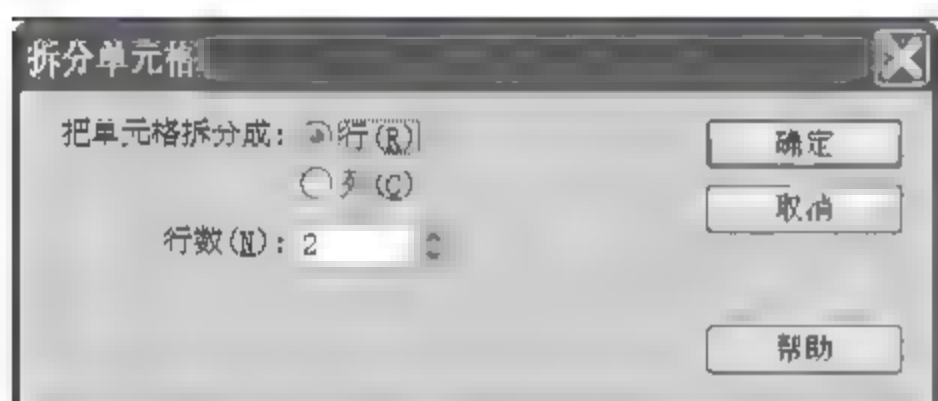 拆分单元格
把单元格拆分成: 行(R)
列(C)
行数(N): 2
确定
取消
帮助